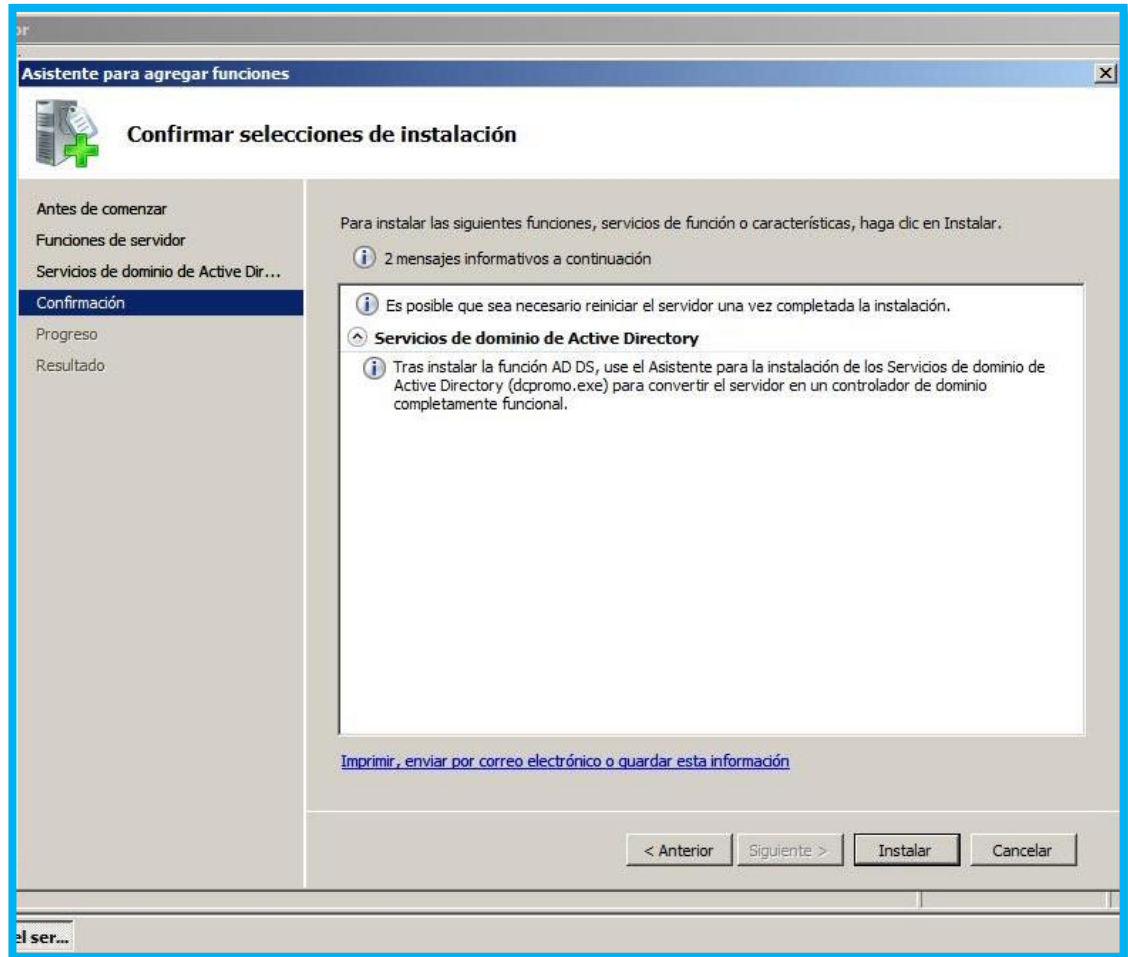 or
Asistente para agregar funciones
Confirmar selecciones de instalación
Antes de comenzar
Funciones de servidor
Servicios de dominio de Active Dir...
Confirmación
Progreso
Resultado
Para instalar las siguientes funciones, servicios de función o características, haga clic en Instalar.
2 mensajes informativos a continuación
Es posible que sea necesario reiniciar el servidor una vez completada la instalación.
Servicios de dominio de Active Directory
Tras instalar la función AD DS, use el Asistente para la instalación de los Servicios de dominio de
Active Directory (dcpromo.exe) para convertir el servidor en un controlador de dominio
completamente funcional.
Imprimir, enviar por correo electrónico o guardar esta información
< Anterior
Siguiente >
Instalar
Cancelar
el ser...